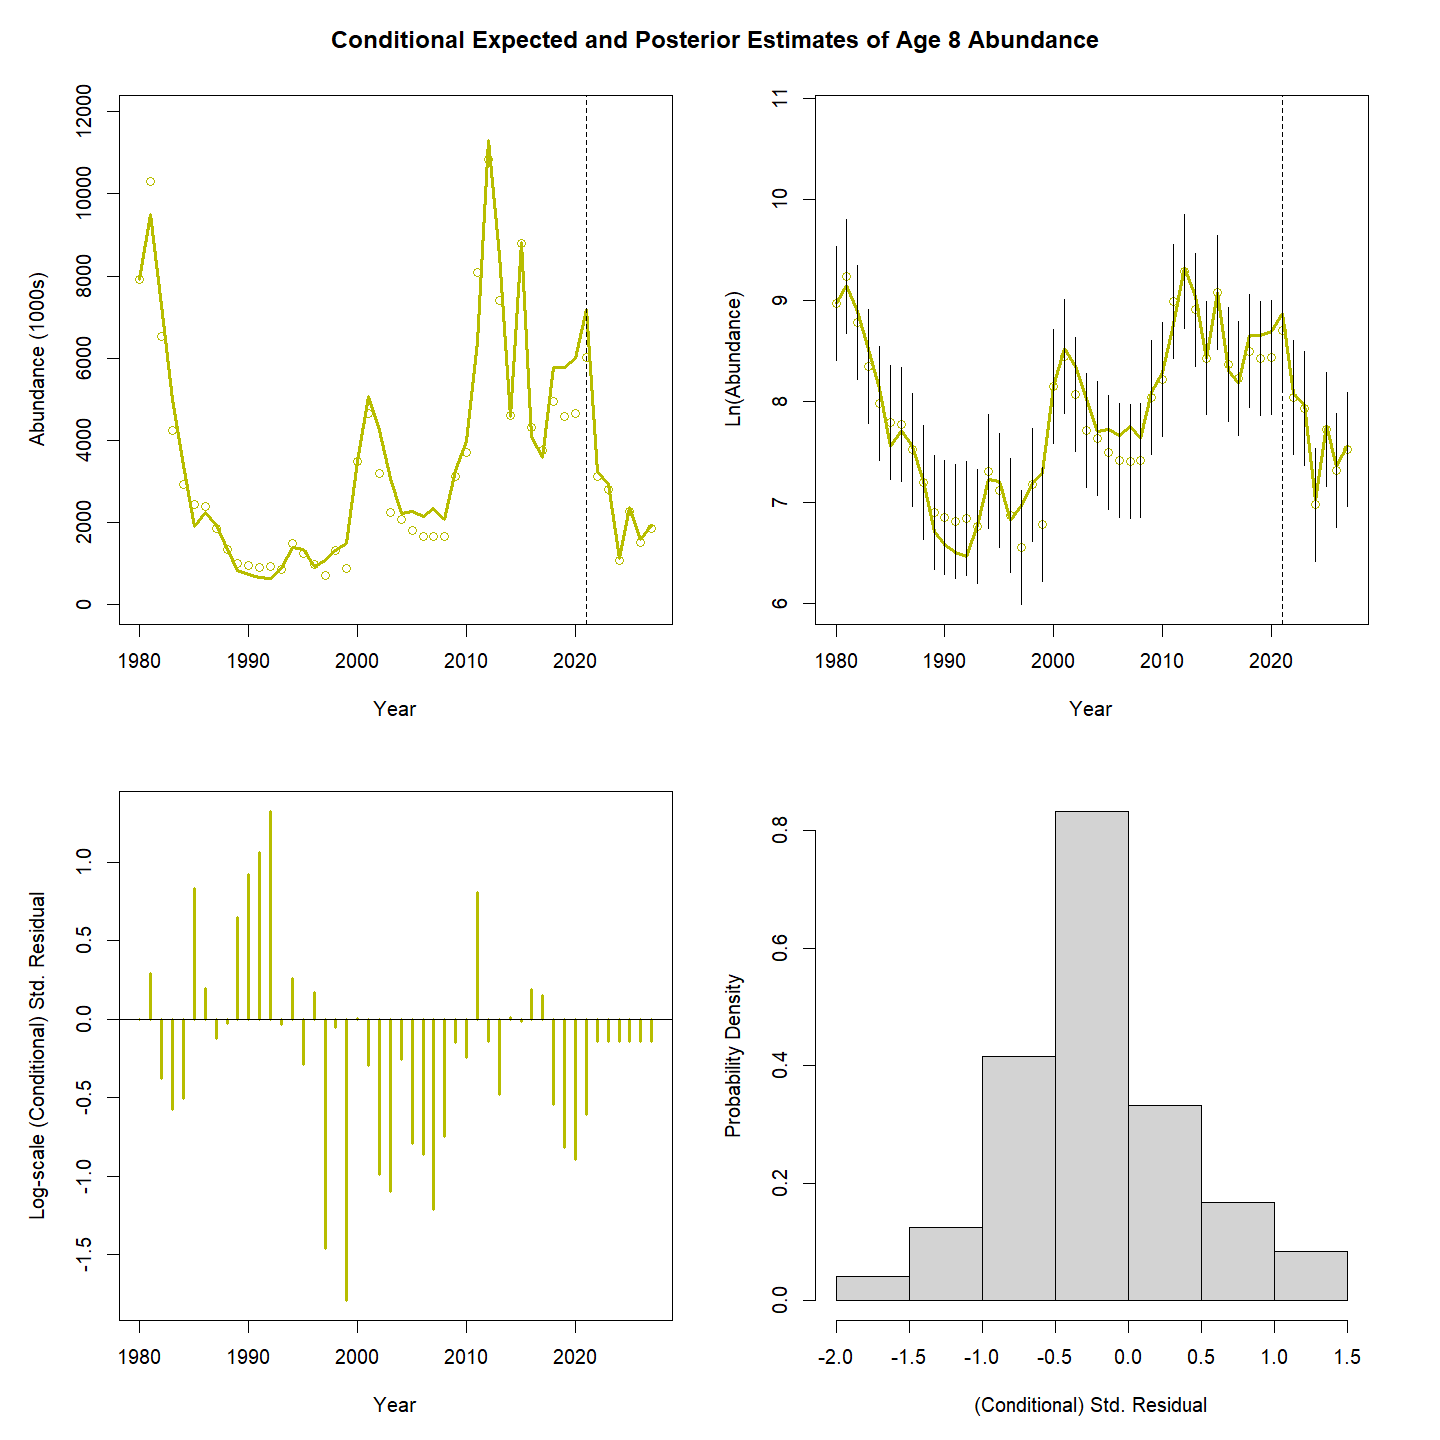 Conditional Expected and Posterior Estimates of Age 8 Abundance
Abundance (1000s)
12000
10000
8000
6000
4000
2000
0
1980 1990 2000 2010 2020
Year
Ln(Abundance)
11
10
9
8
7
6
1980 1990 2000 2010 2020
Year
Log-scale (Conditional) Std. Residual
1.0
0.5
0.0
-0.5
-1.0
-1.5
1980 1990 2000 2010 2020
Year
Probability Density
0.8
0.6
0.4
0.2
0.0
-2.0 -1.5 -1.0 -0.5 0.0 0.5 1.0 1.5
(Conditional) Std. Residual